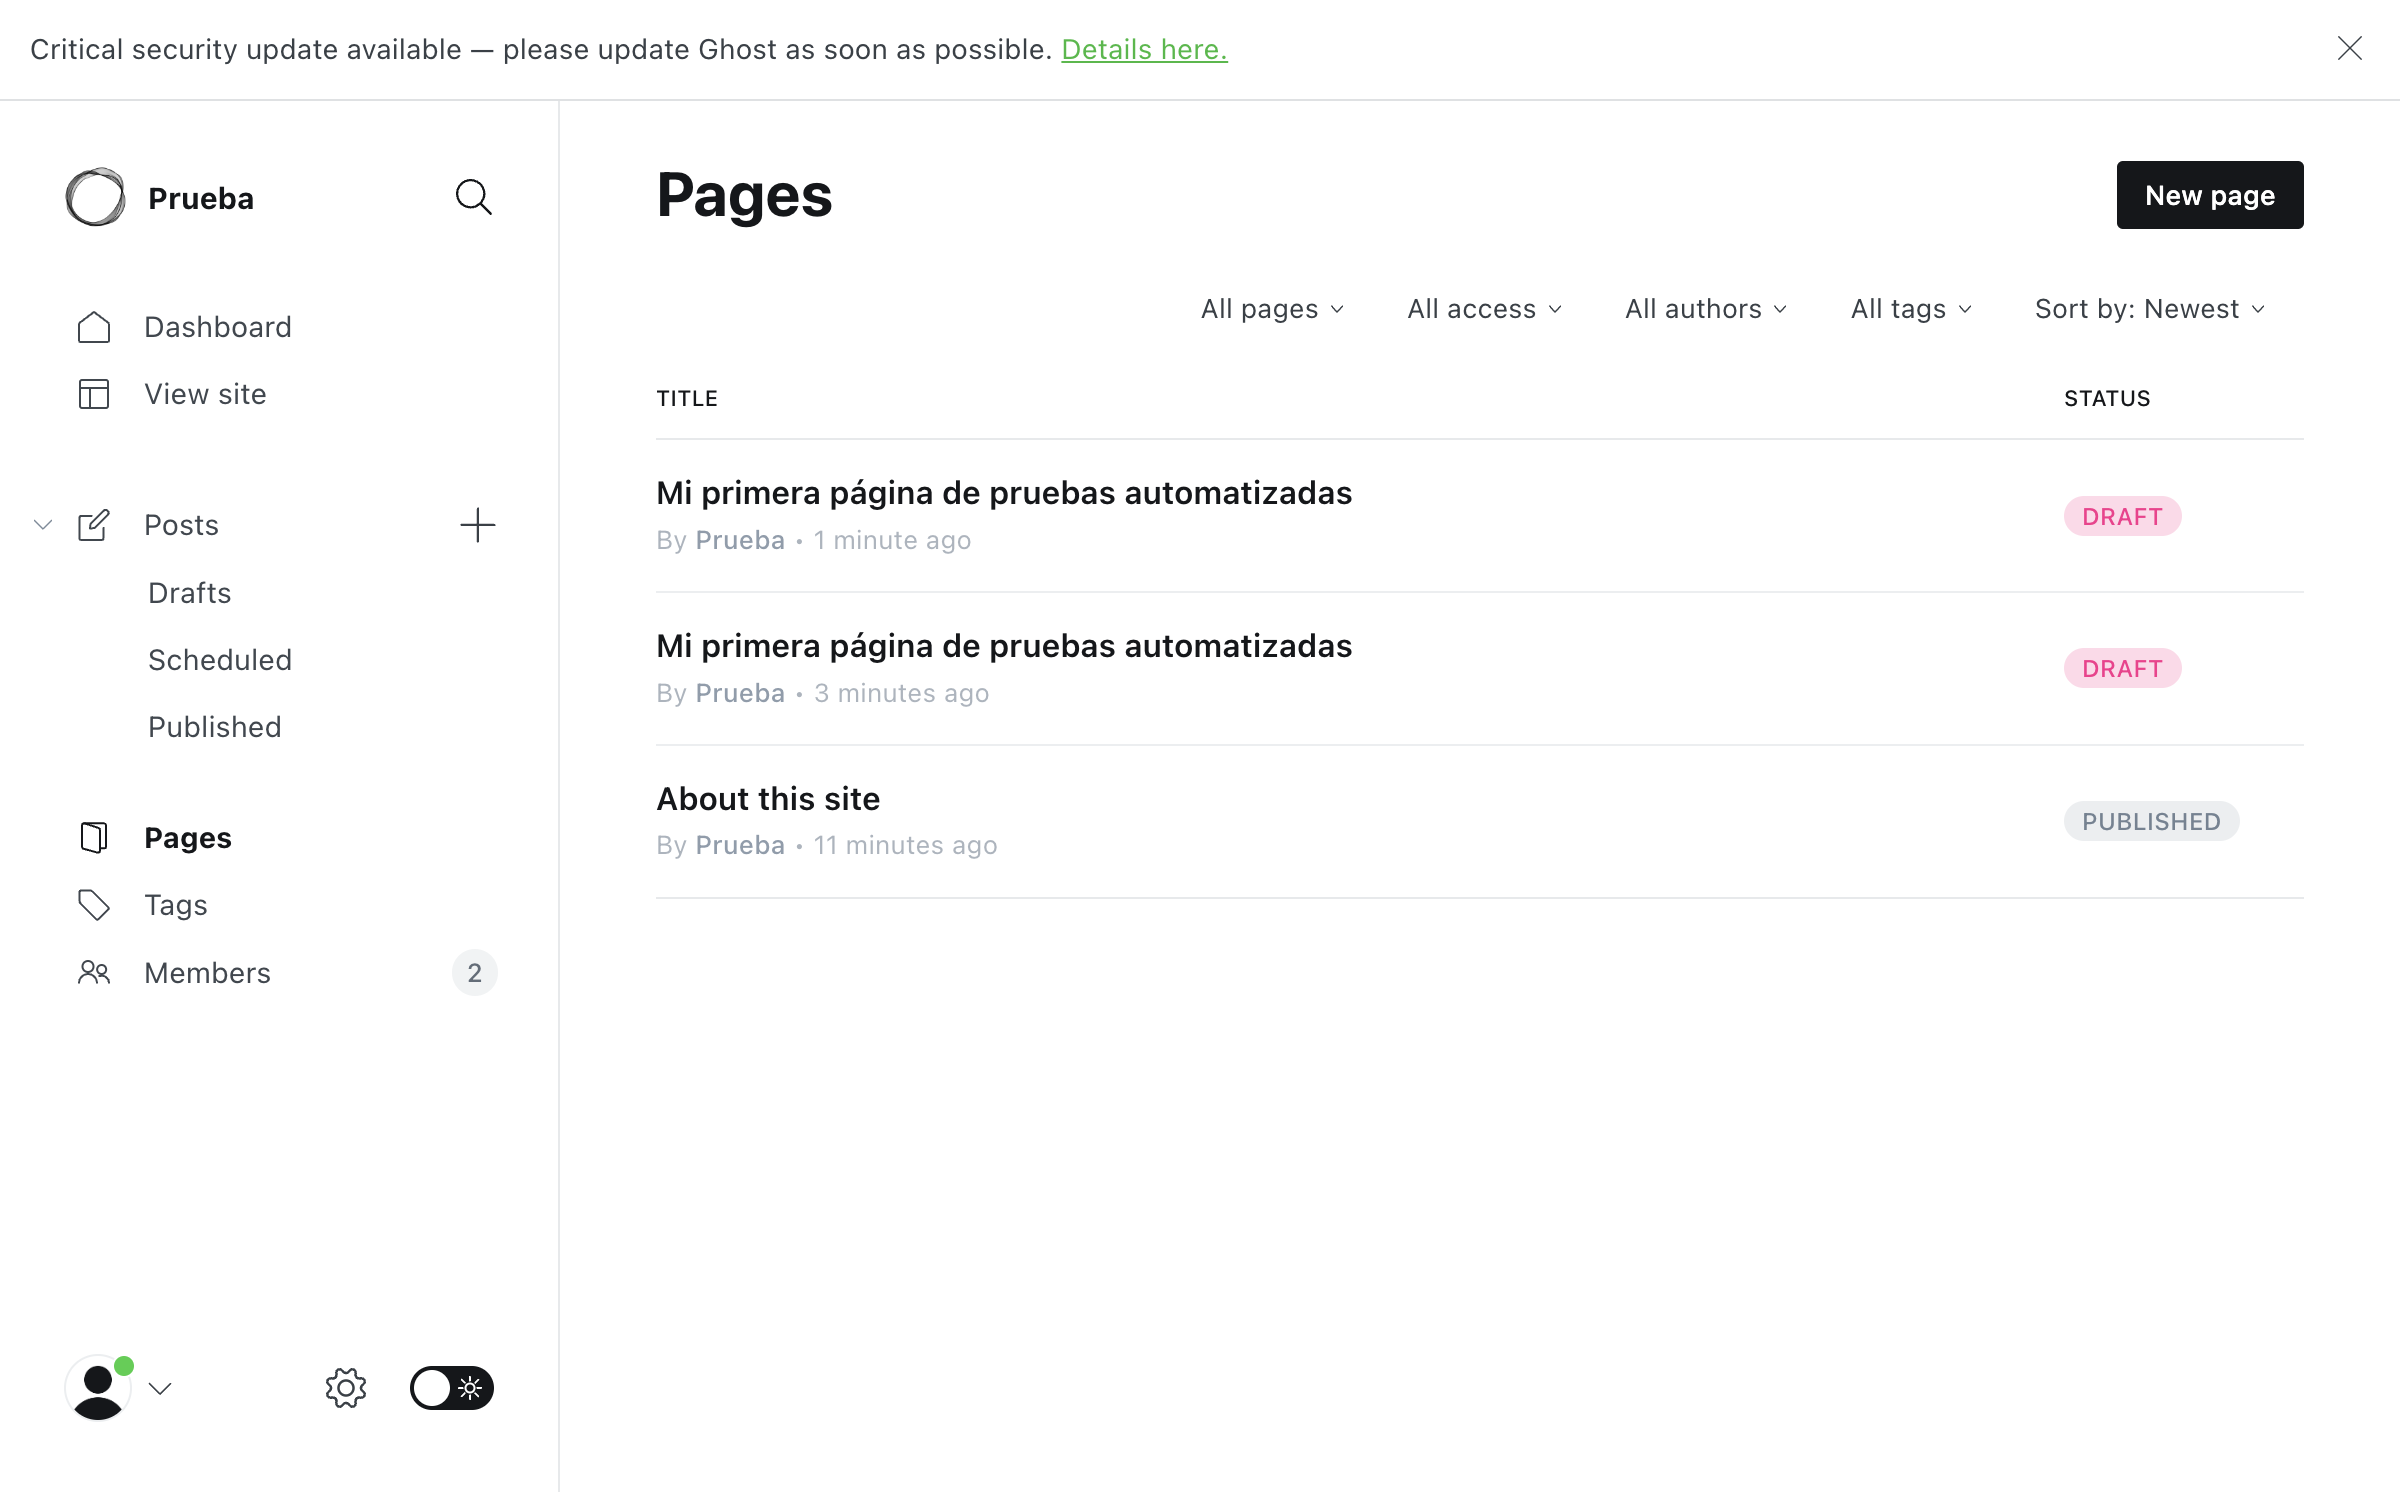 Critical security update available — please update Ghost as soon as possible. Details here.
Prueba
Dashboard
View site
Posts
Drafts
Scheduled
Published
Pages
Tags
Members 2
Pages
New page
All pages All access All authors All tags Sort by: Newest
TITLE STATUS
Mi primera página de pruebas automatizadas
By Prueba • 1 minute ago
DRAFT
Mi primera página de pruebas automatizadas
By Prueba • 3 minutes ago
DRAFT
About this site
By Prueba • 11 minutes ago
PUBLISHED